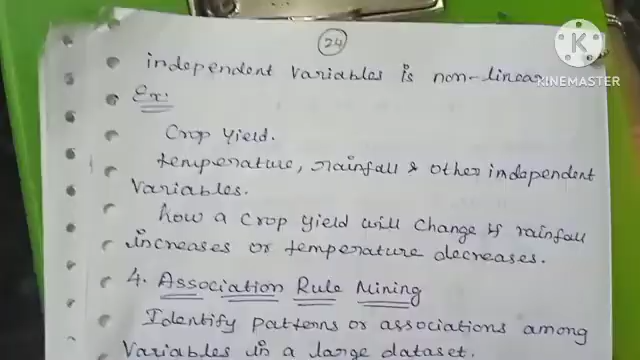 24
independent variables is non-linear
Ex:
Crop Yield.
temperature, rainfall & other independent
variables.
how a crop yield will change if rainfall
increases or temperature decreases.
4. Association Rule Mining
Identify patterns or associations among
variables in a large dataset.
K
KINEMASTER